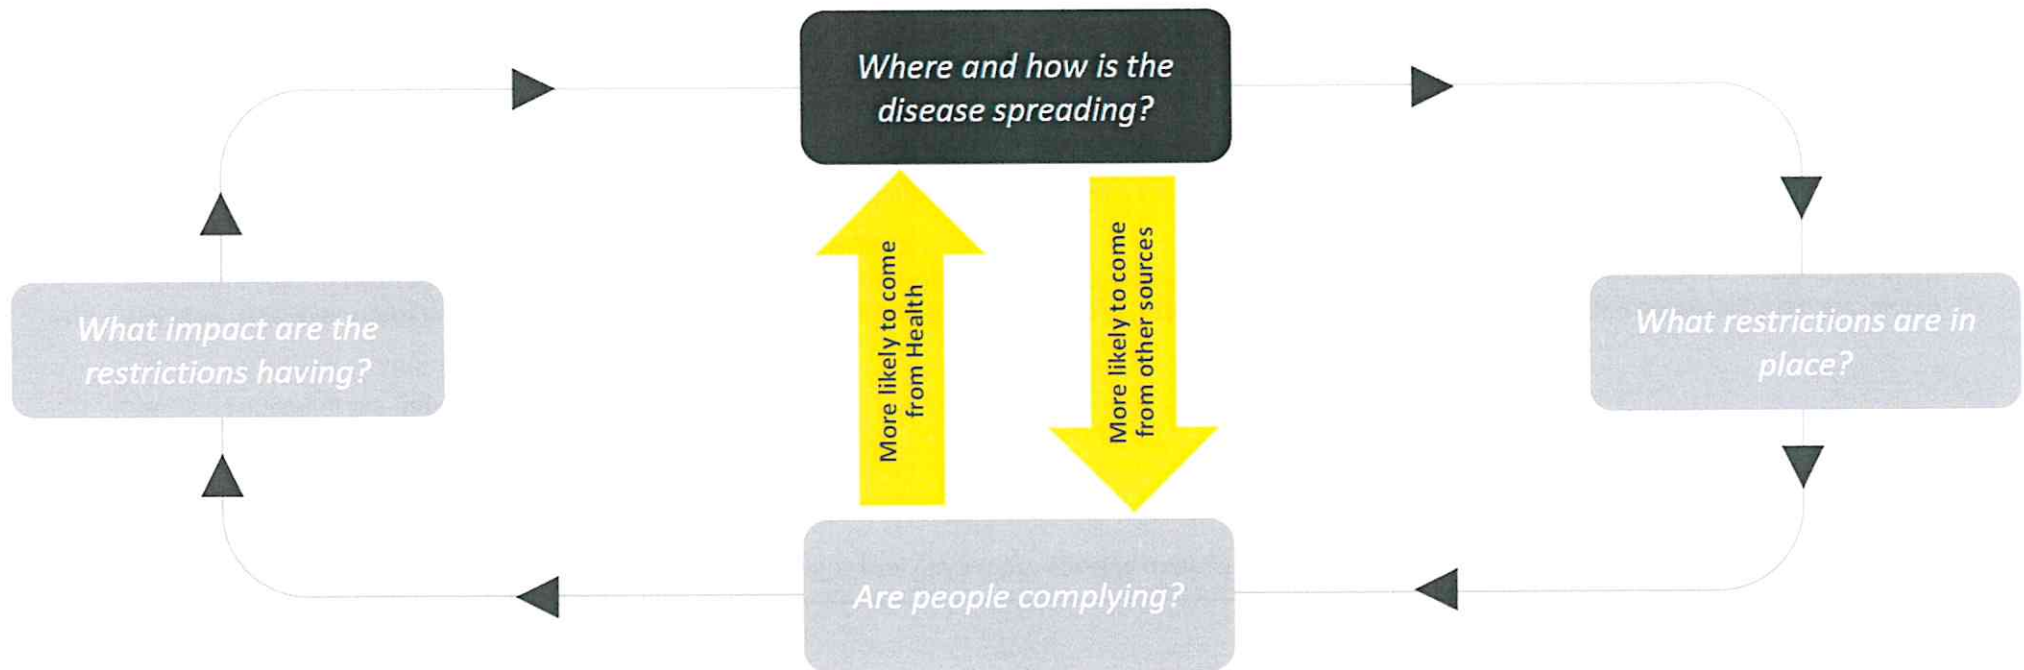 Where and how is the
disease spreading?
What impact are the
restrictions having?
More likely to come
from Health
More likely to come
from other sources
What restrictions are in
place?
Are people complying?